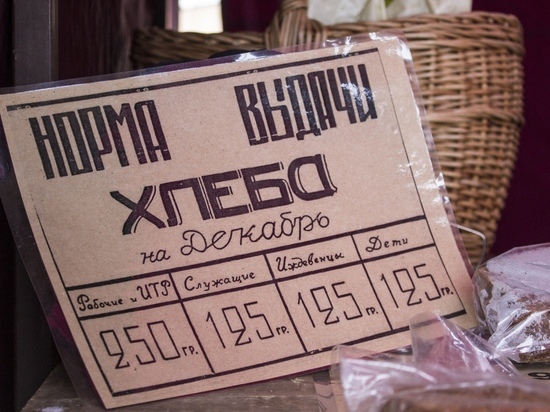 НОРМА ВЫДАЧИ
ХЛЕБА
на Декабрь
Рабочие и ИТР Служащие Иждевенцы Дети
250 гр. 125 гр. 125 гр. 125 гр.